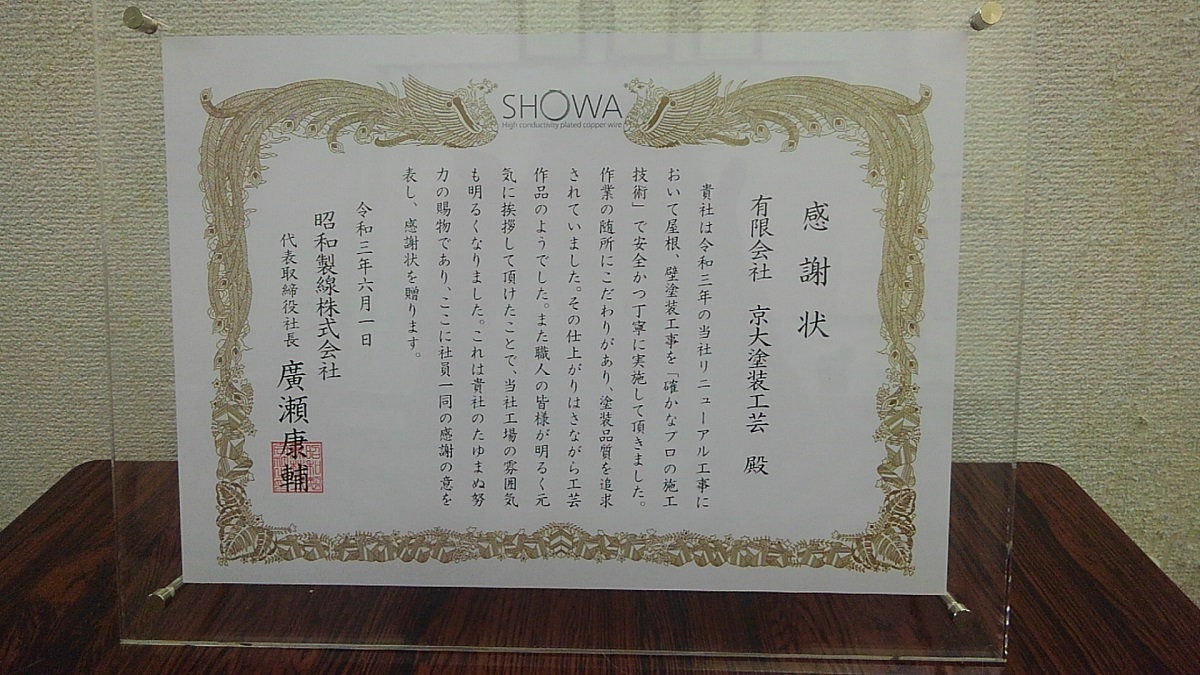 SHOWA
High conductivity plated copper wire
感謝状
有限会社 京大塗装工芸 殿
貴社は令和三年の当社リニューアル工事に
おいて屋根、壁塗装工事を「確かなプロの施工
技術」で安全かつ丁寧に実施して頂きました。
作業の随所にこだわりがあり、塗装品質を追求
されていました。その仕上がりはさながら工芸
作品のようでした。また職人の皆様が明るく元
気に挨拶して頂けたことで、当社工場の雰囲気
も明るくなりました。これは貴社のたゆまぬ努
力の賜物であり、ここに社員一同の感謝の意を
表し、感謝状を贈ります。
令和三年六月一日
昭和製線株式会社
代表取締役社長 廣瀬康輔